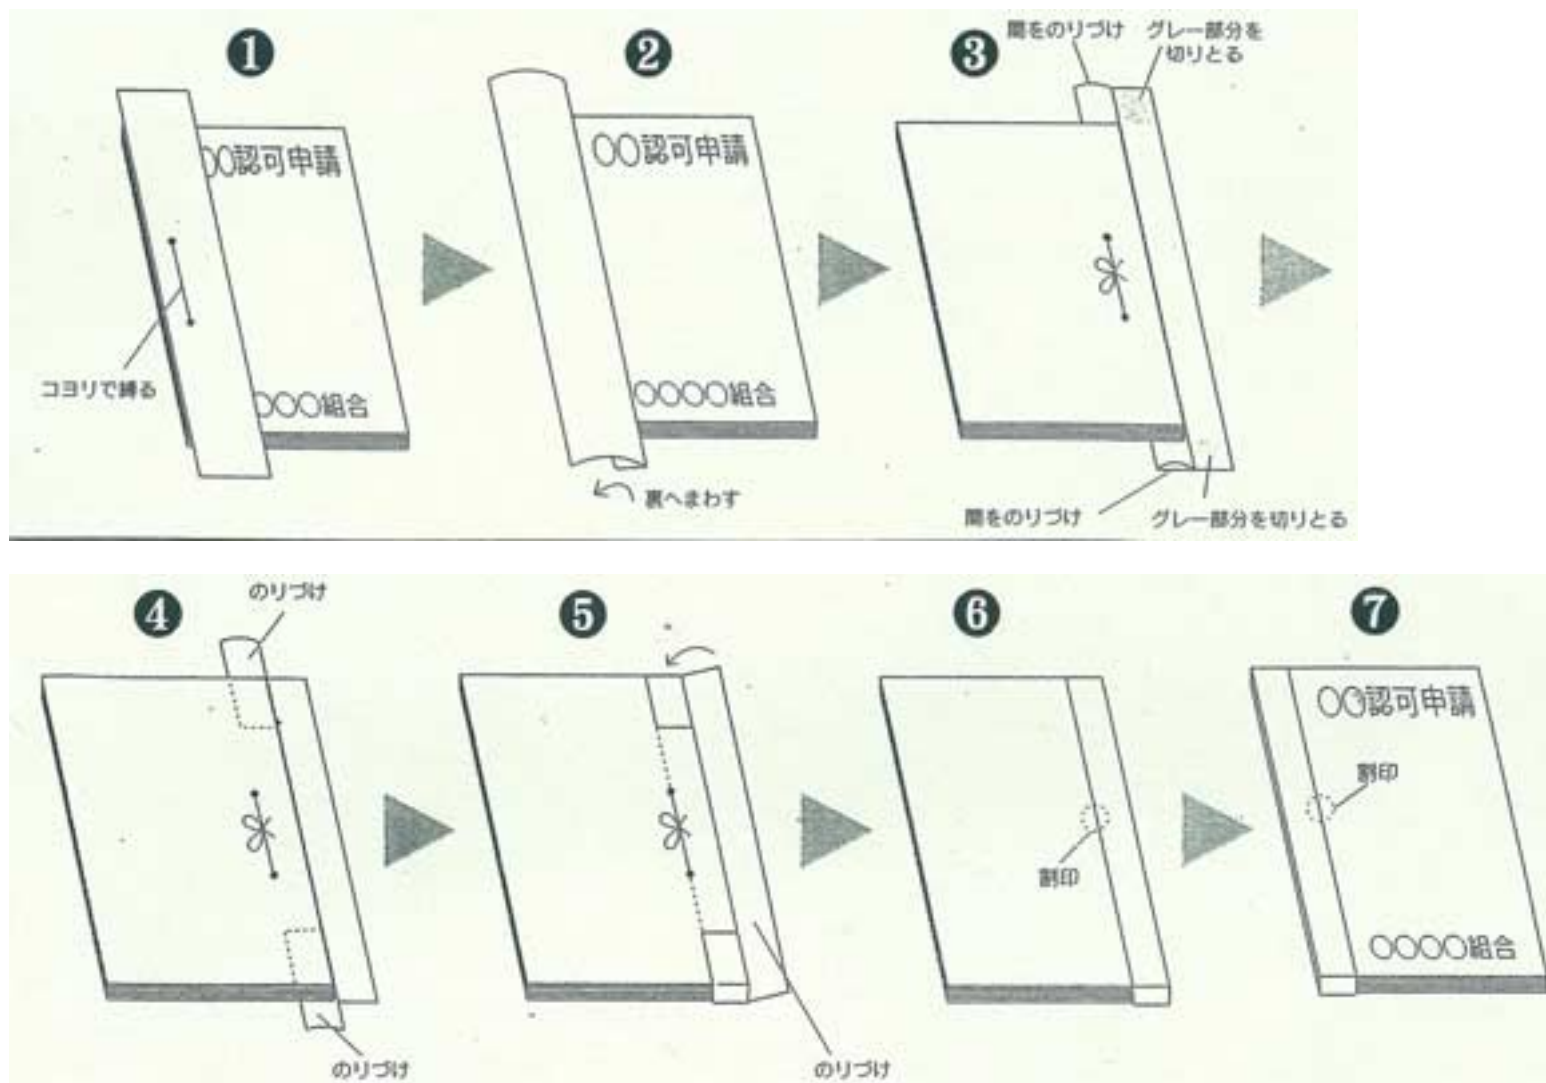 ❶
〇〇認可申請
コヨリで縛る
〇〇〇組合
❷
〇〇認可申請
〇〇〇〇組合
裏へまわす
❸
間をのりづけ
グレー部分を
切りとる
間をのりづけ
グレー部分を切りとる
❹
のりづけ
のりづけ
❺
のりづけ
❻
割印
❼
〇〇認可申請
割印
〇〇〇〇組合